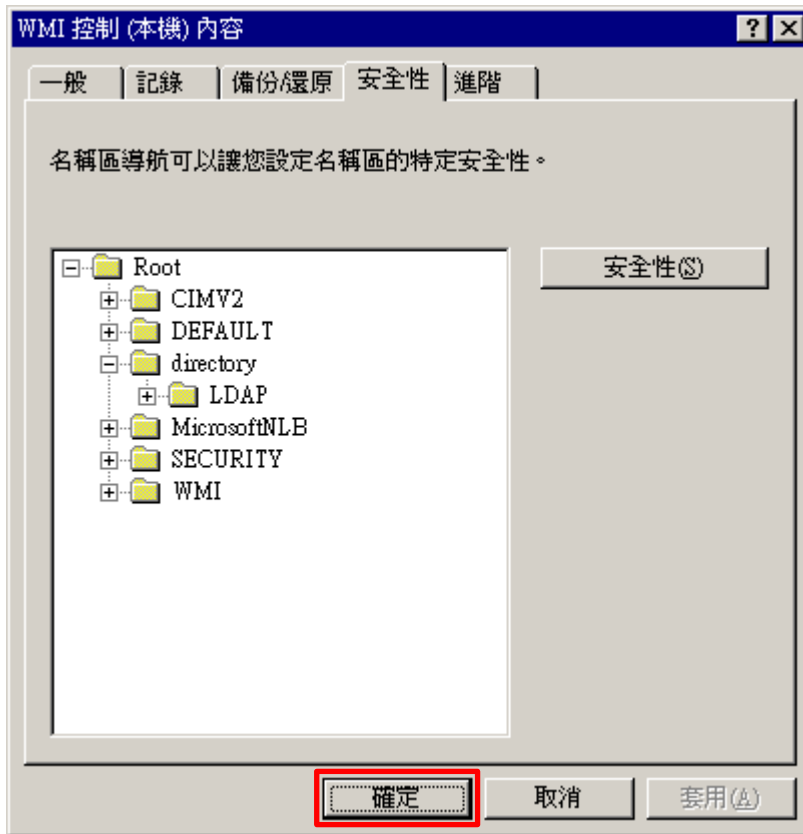 WMI 控制 (本機) 內容
一般 記錄 備份/還原 安全性 進階
名稱區導航可以讓您設定名稱區的特定安全性。
Root
安全性(S)
CIMV2
DEFAULT
directory
LDAP
MicrosoftNLB
SECURITY
WMI
確定 取消 套用(A)